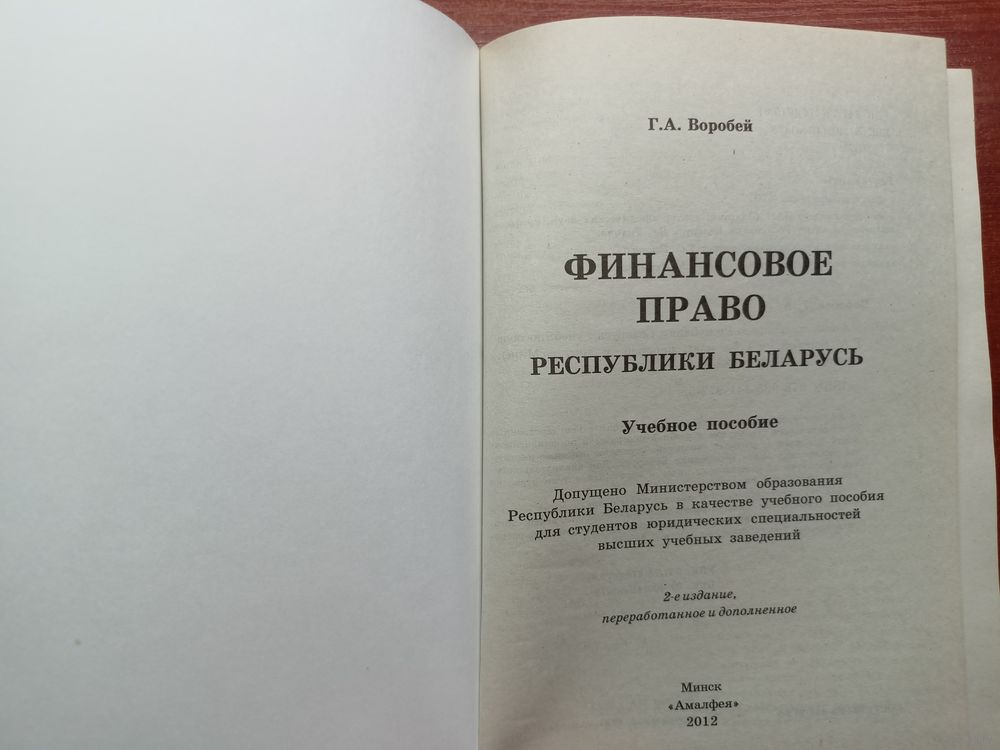 Г.А. Воробей
ФИНАНСОВОЕ
ПРАВО
РЕСПУБЛИКИ БЕЛАРУСЬ
Учебное пособие
Допущено Министерством образования
Республики Беларусь в качестве учебного пособия
для студентов юридических специальностей
высших учебных заведений
2-е издание,
переработанное и дополненное
Минск
«Амалфея»
2012